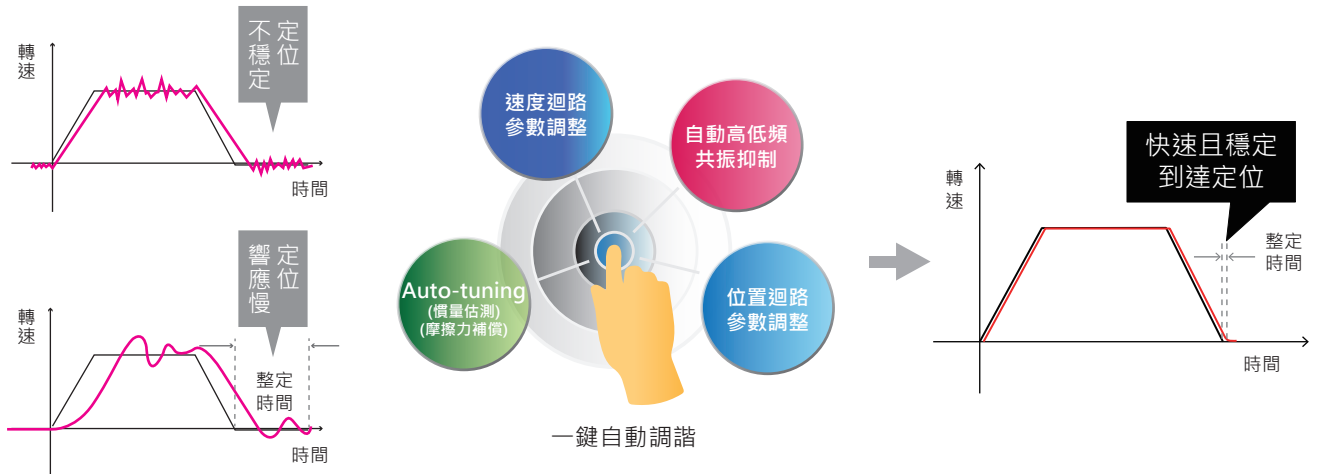 轉速
定位
不穩定
時間
轉速
定位
響應慢
整定
時間
時間
速度迴路
參數調整
自動高低頻
共振抑制
Auto-tuning
(慣量估測)
(摩擦力補償)
位置迴路
參數調整
一鍵自動調諧
快速且穩定
到達定位
轉速
整定
時間
時間